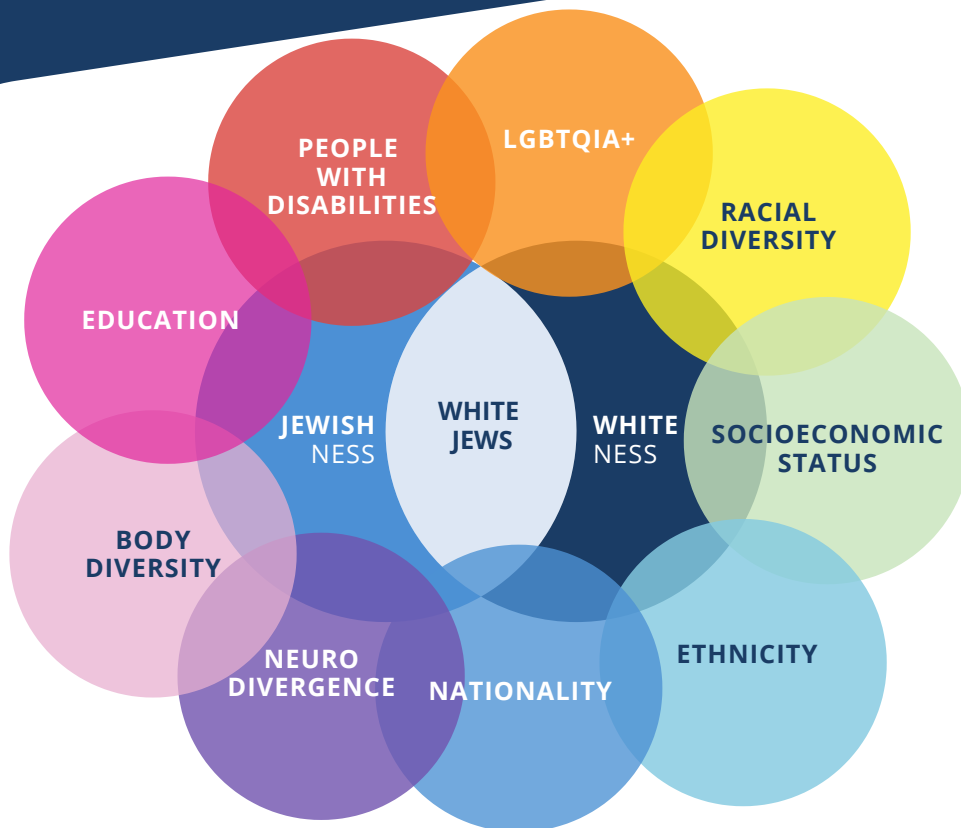 PEOPLE
WITH
DISABILITIES
LGBTQIA+
RACIAL
DIVERSITY
EDUCATION
JEWISH
NESS
WHITE
JEWS
WHITE
NESS
SOCIOECONOMIC
STATUS
BODY
DIVERSITY
NEURO
DIVERGENCE
NATIONALITY
ETHNICITY